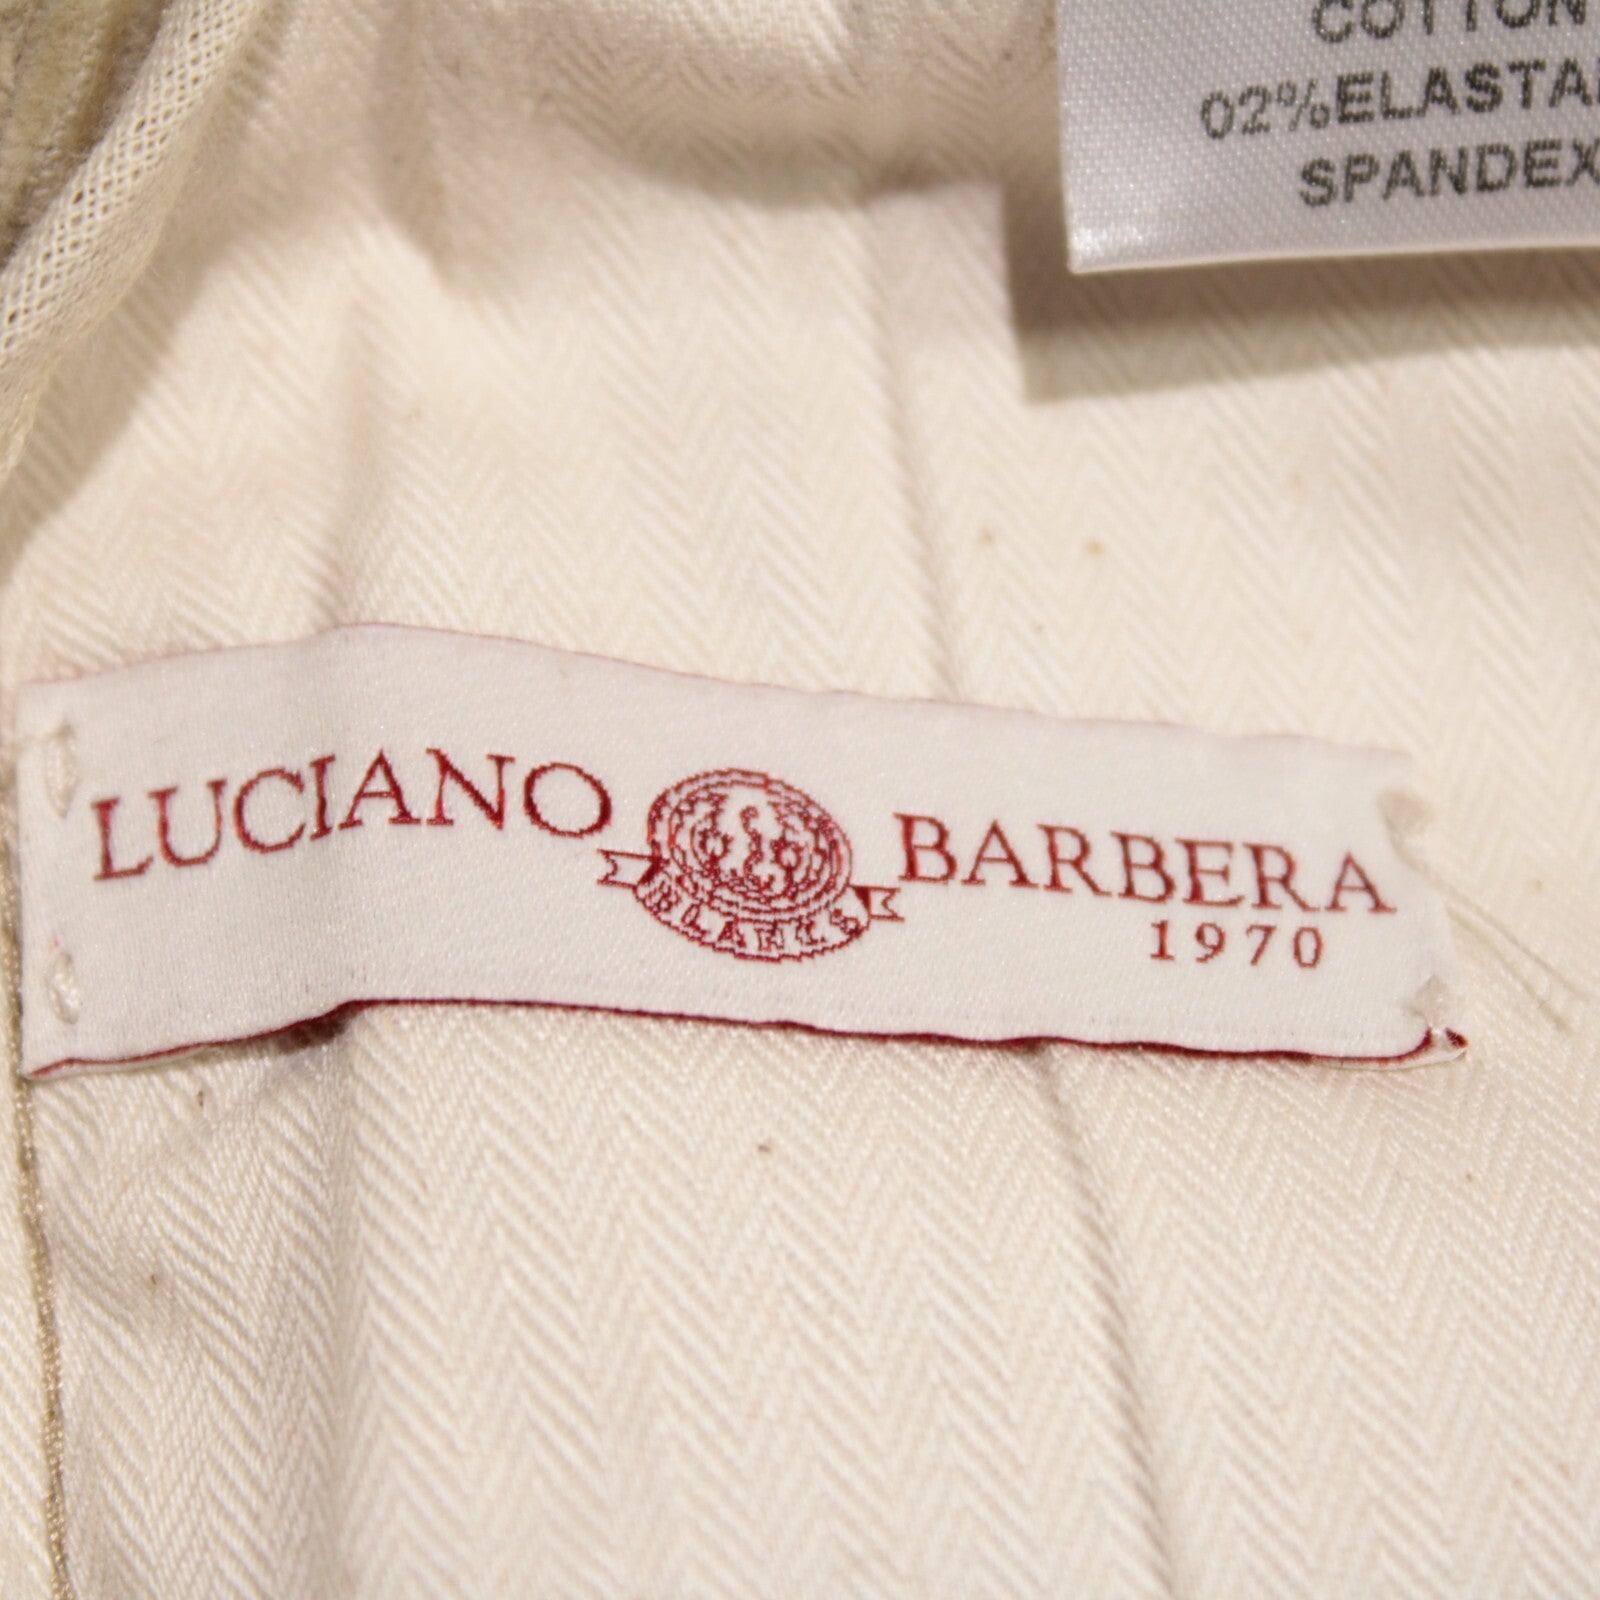 COTTON
02%ELASTA
SPANDEX
LUCIANO BARBERA
1970